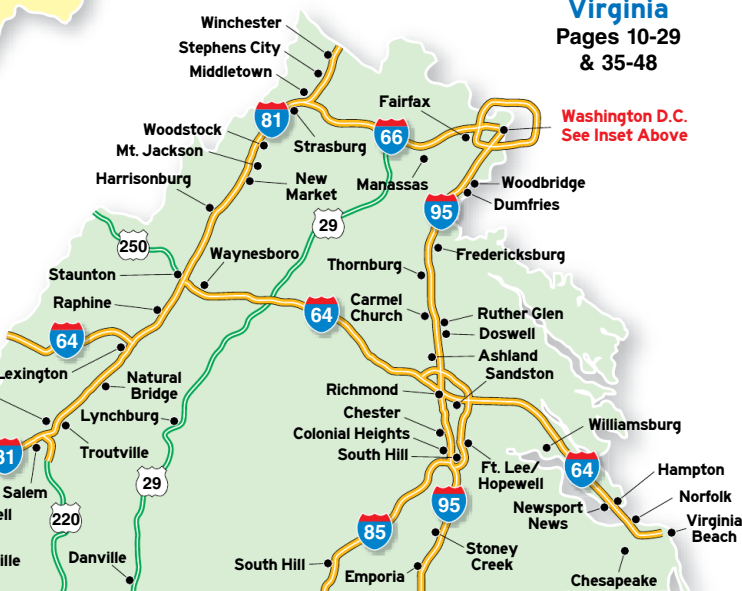 Virginia
Pages 10-29
& 35-48
Winchester
Stephens City
Middletown
Fairfax
81
66
Washington D.C.
See Inset Above
Woodstock
Strasburg
Mt. Jackson
Harrisonburg
New
Market
Manassas
Woodbridge
Dumfries
95
29
250
Waynesboro
Fredericksburg
Staunton
Thornburg
Raphine
Carmel
Church
64
Ruther Glen
Doswell
64
Ashland
Lexington
Natural
Bridge
Sandston
Richmond
Lynchburg
Chester
Colonial Heights
South Hill
Williamsburg
Troutville
81
64
Ft. Lee/
Hopewell
Hampton
Salem
29
95
Newsport
News
Norfolk
ell
220
85
Virginia
Beach
ille
Danville
South Hill
Stoney
Creek
Emporia
Chesapeake